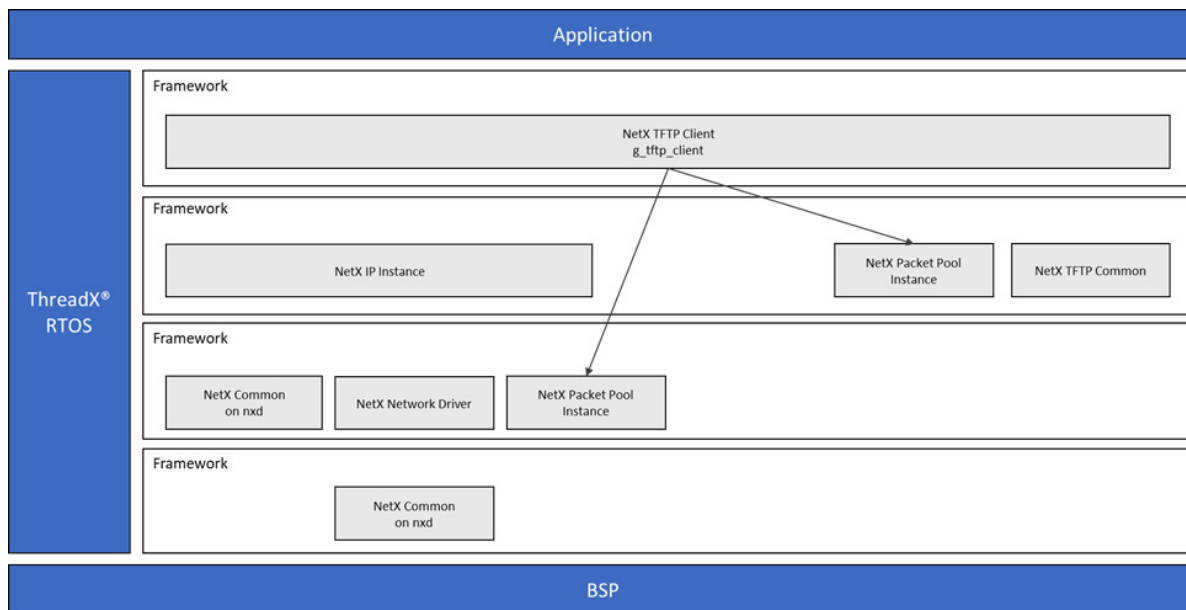 Application
ThreadX®
RTOS
Framework
NetX TFTP Client
g_tftp_client
Framework
NetX IP Instance
NetX Packet Pool
Instance
NetX TFTP Common
Framework
NetX Common
on nxd
NetX Network Driver
NetX Packet Pool
Instance
Framework
NetX Common
on nxd
BSP